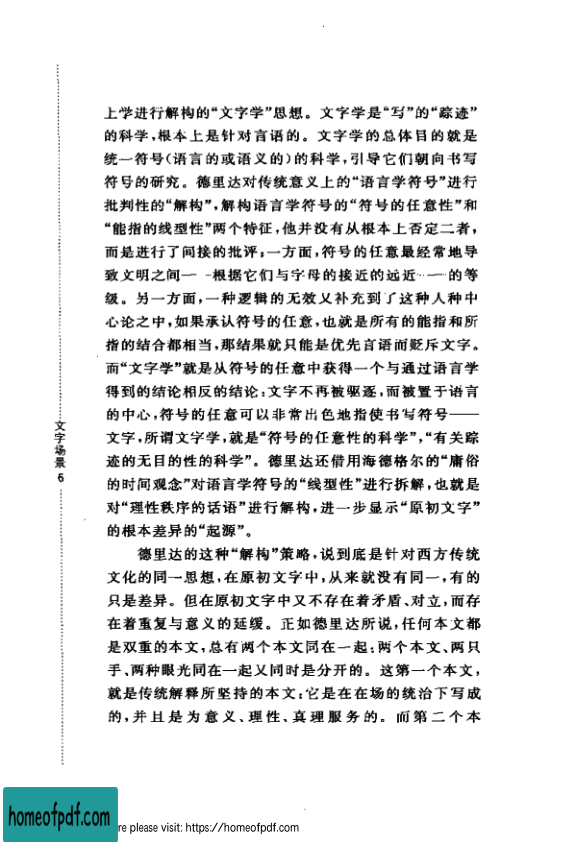 上学进行解构的“文字学”思想。文字学是“写”的“踪迹”
的科学,根本上是针对言语的。文字学的总体目的就是
统一符号(语言的或语义的)的科学,引导它们朝向书写
符号的研究。德里达对传统意义上的“语言学符号”进行
批判性的“解构”,解构语言学符号的“符号的任意性”和
“能指的线型性”两个特征,他并没有从根本上否定二者,
而是进行了间接的批评:一方面,符号的任意最经常地导
致文明之间——根据它们与字母的接近的远近——的等
级。另一方面,一种逻辑的无效又补充到了这种人种中
心论之中,如果承认符号的任意,也就是所有的能指和所
指的结合都相当,那结果就只能是优先言语而贬斥文字。
而“文字学”就是从符号的任意中获得一个与通过语言学
得到的结论相反的结论:文字不再被驱逐,而被置于语言
的中心,符号的任意可以非常出色地指使书写符号——
文字,所谓文字学,就是“符号的任意性的科学”,“有关踪
迹的无目的性的科学”。德里达还借用海德格尔的“庸俗
的时间观念”对语言学符号的“线型性”进行拆解,也就是
对“理性秩序的话语”进行解构,进一步显示“原初文字”
的根本差异的“起源”。
德里达的这种“解构”策略,说到底是针对西方传统
文化的同一思想,在原初文字中,从来就没有同一,有的
只是差异。但在原初文字中又不存在着矛盾、对立,而存
在着重复与意义的延缓。正如德里达所说,任何本文都
是双重的本文,总有两个本文同在一起:两个本文、两只
手、两种眼光同在一起又同时是分开的。这第一个本文,
就是传统解释所坚持的本文:它是在在场的统治下写成
的,并且是为意义、理性、真理服务的。而第二个本
文字场景
6
homeofpdf.com
re please visit: https://homeofpdf.com